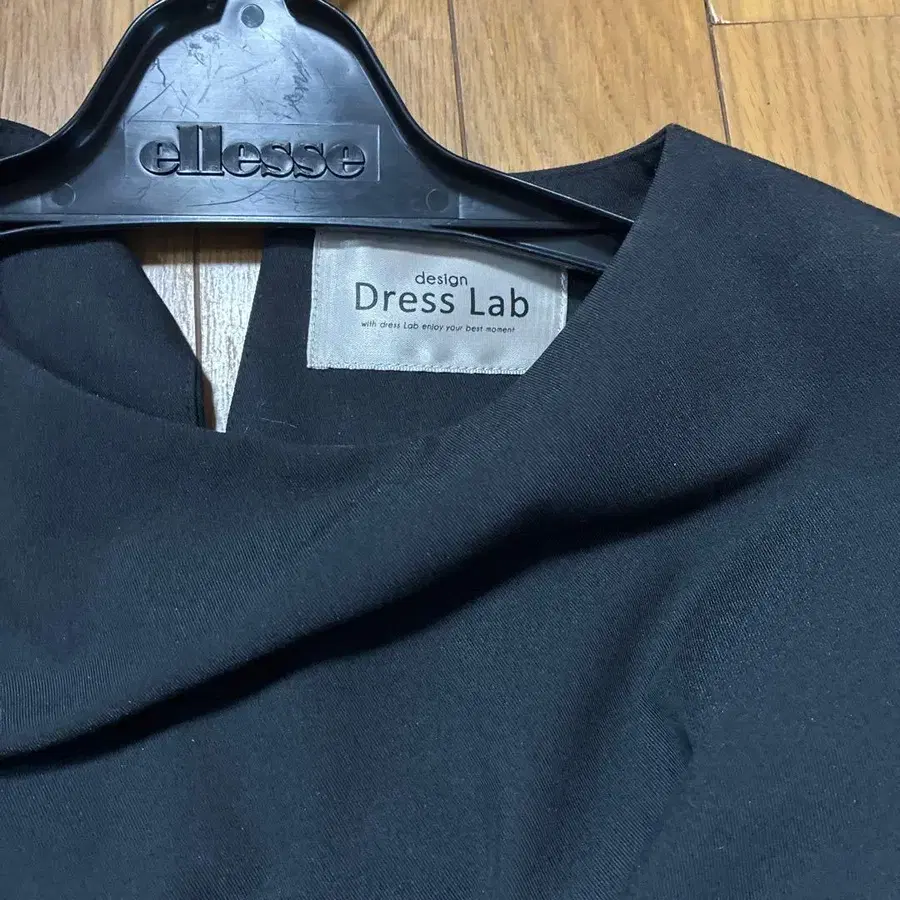 ellesse
design
Dress Lab
with dress Lab enjoy your best moment